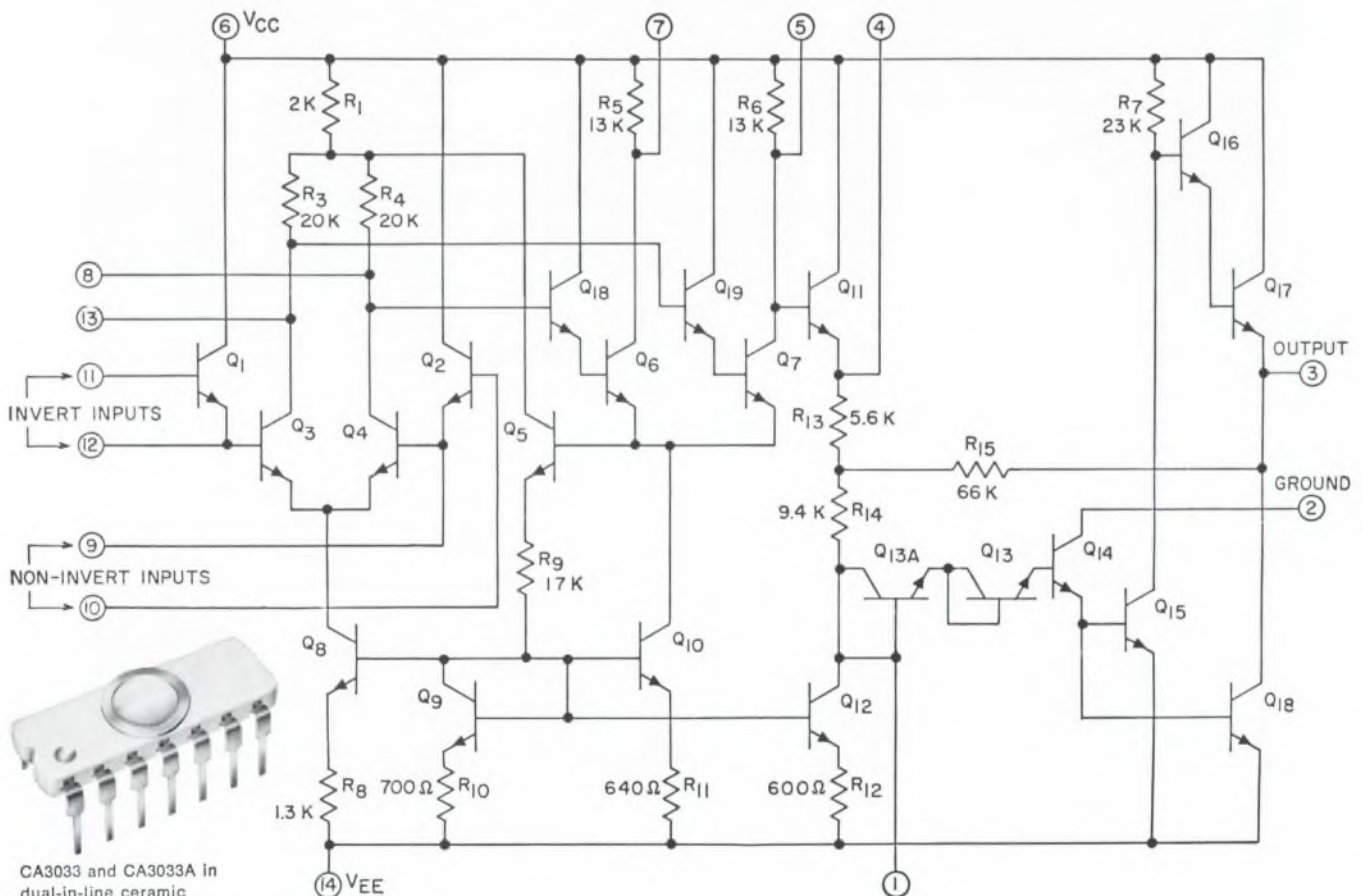 6 VCC
7
5
4
2K R1
R5 13K
R6 13K
R7 23K
Q16
R3 20K
R4 20K
8
13
Q18
Q19
Q11
Q17
11
Q1
Q2
Q6
Q7
OUTPUT
3
INVERT INPUTS
12
Q3
Q4
Q5
R13 5.6K
R15 66K
GROUND
2
9.4K R14
9
NON-INVERT INPUTS
10
R9 17K
Q13A
Q13
Q14
Q15
Q8
Q10
Q9
Q12
Q18
R8 1.3K
700Ω R10
640Ω R11
600Ω R12
CA3033 and CA3033A in
dual-in-line ceramic
14 VEE
1